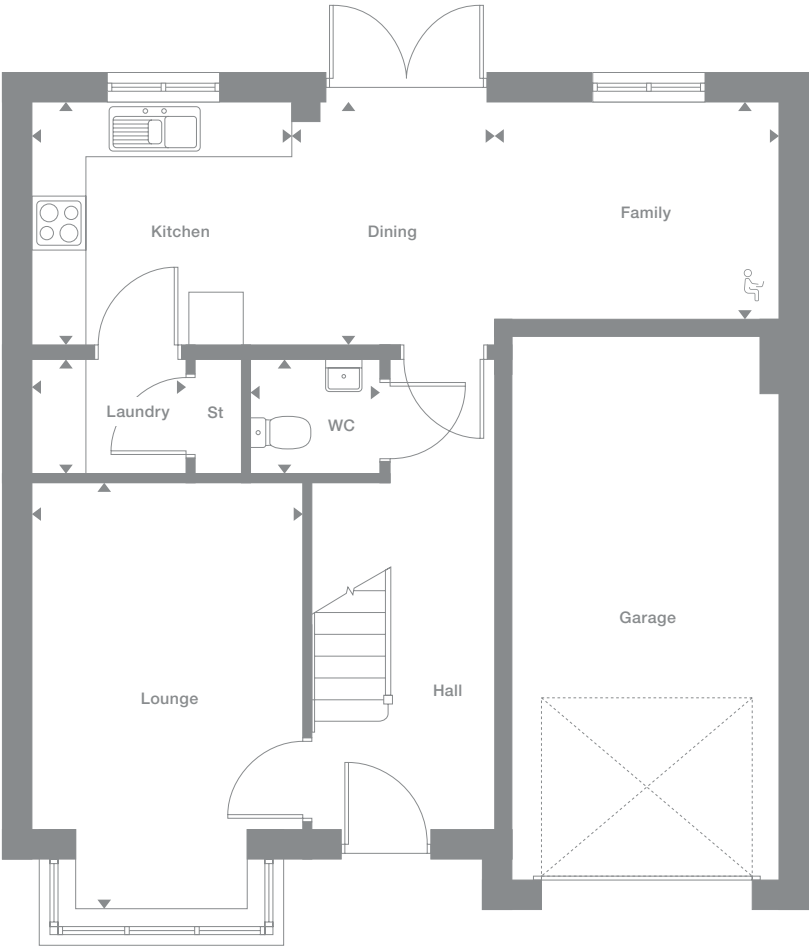 Family
Kitchen
Dining
Laundry
St
WC
Garage
Hall
Lounge